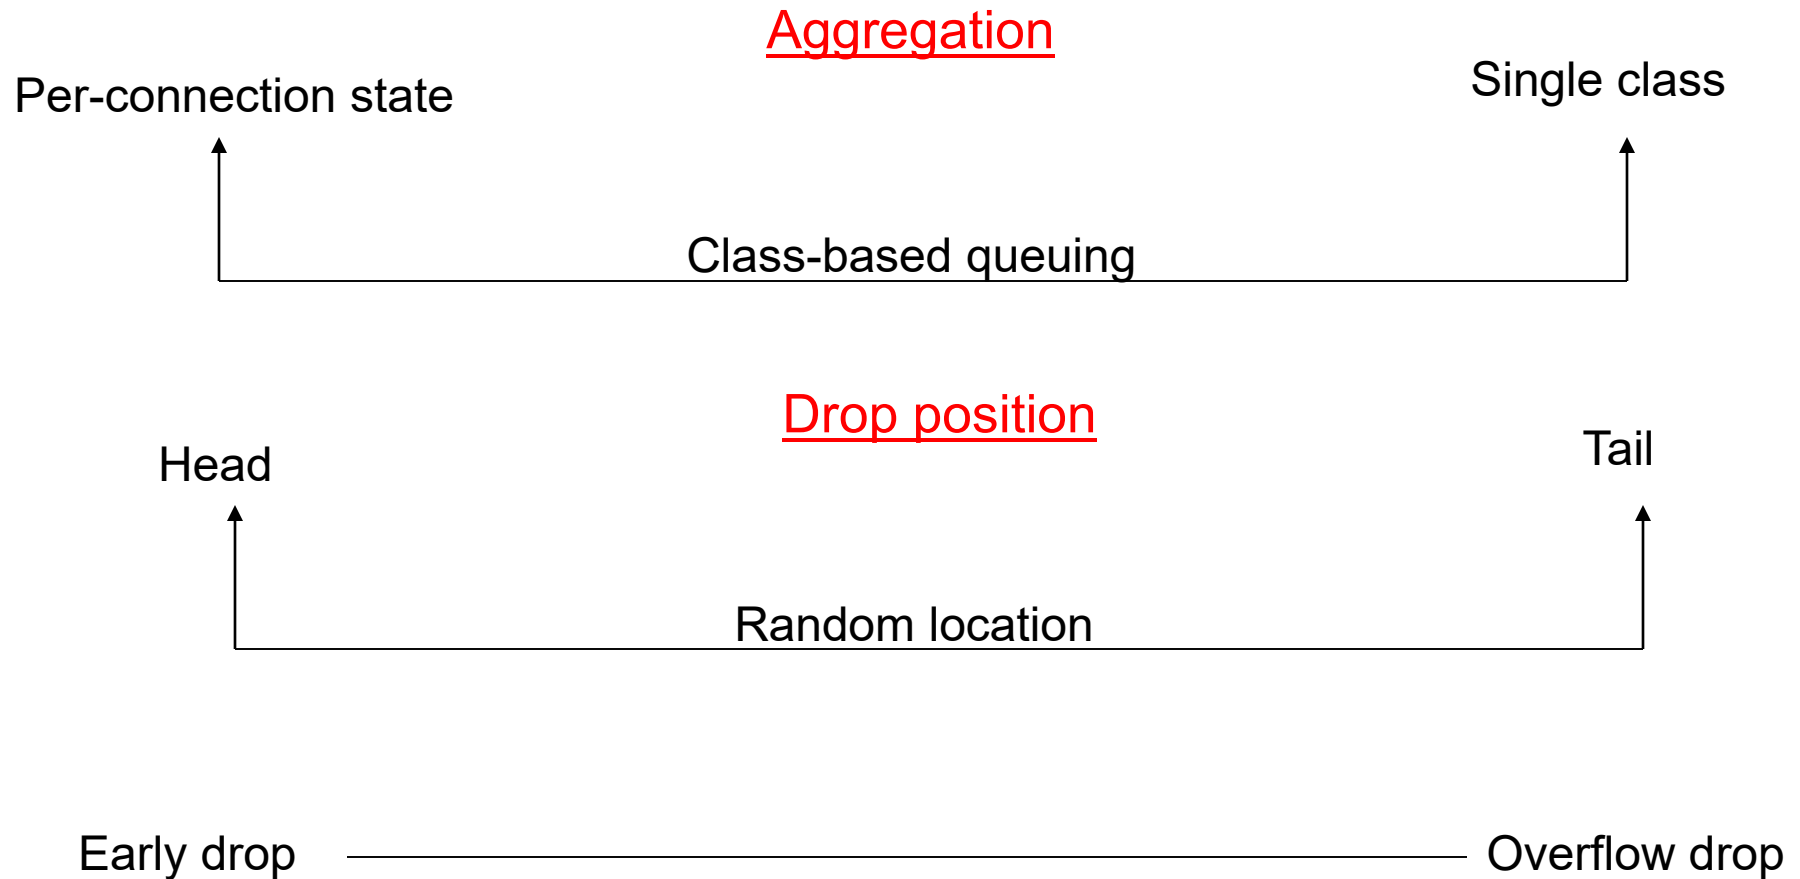 Aggregation
Per-connection state
Single class
Class-based queuing
Drop position
Head
Tail
Random location
Early drop
Overflow drop